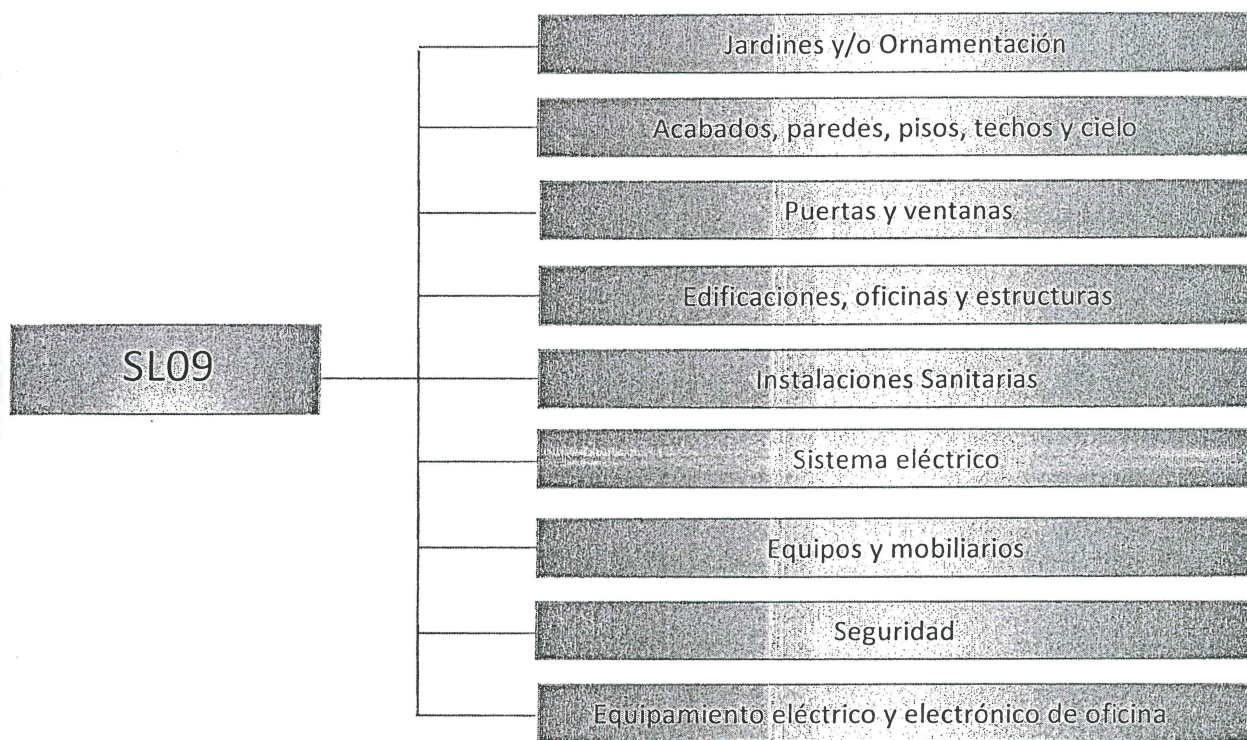 Jardines y/o Ornamentación
Acabados, paredes, pisos, techos y cielo
Puertas y ventanas
Edificaciones, oficinas y estructuras
SL09
Instalaciones Sanitarias
Sistema eléctrico
Equipos y mobiliarios
Seguridad
Equipamiento eléctrico y electrónico de oficina